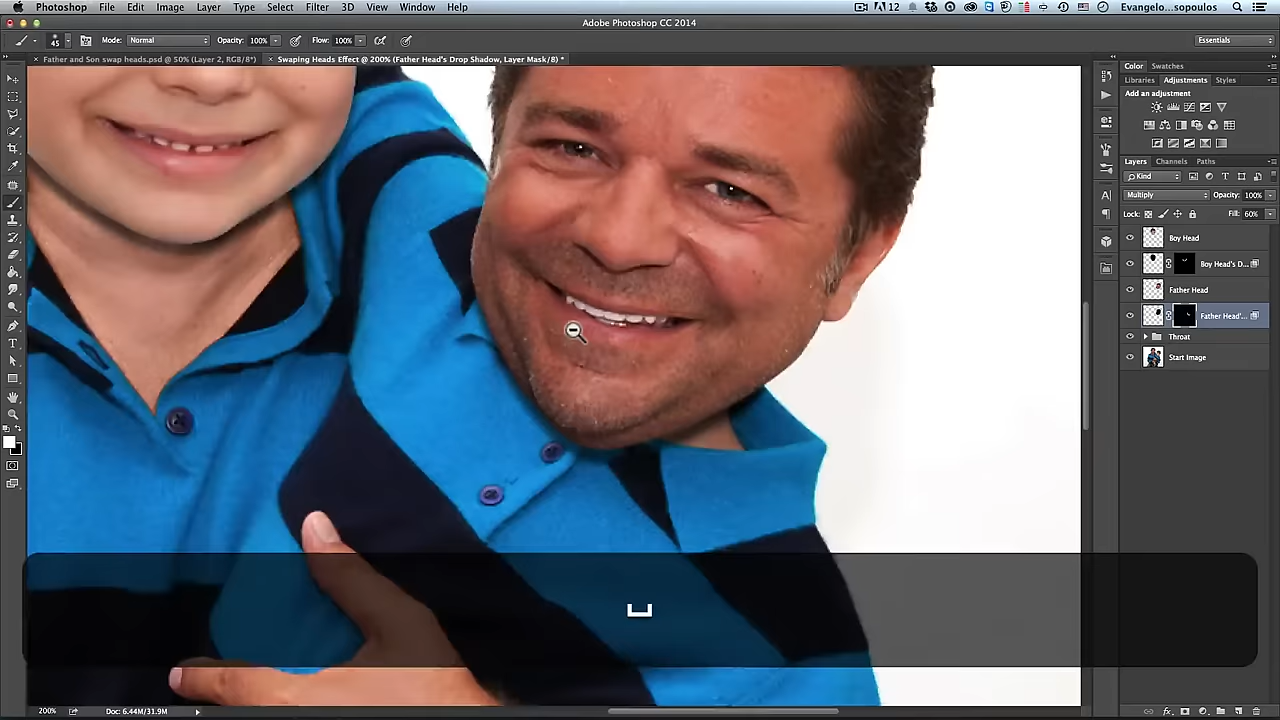 Photoshop File Edit Image Layer Type Select Filter 3D View Window Help 12 Evangelo...sopoulos
Adobe Photoshop CC 2014
45 Mode: Normal Opacity: 100% Flow: 100% Essentials
× Father and Son swap heads.psd @ 50% (Layer 2, RGB/8*) × Swaping Heads Effect @ 200% (Father Head's Drop Shadow, Layer Mask/8) *
Color Swatches
Libraries Adjustments Styles
Add an adjustment
Layers Channels Paths
Kind
Multiply Opacity: 100%
Lock: Fill: 60%
Boy Head
Boy Head's D...
Father Head
Father Head'...
Throat
Start Image
200% Doc: 6.44M/31.9M